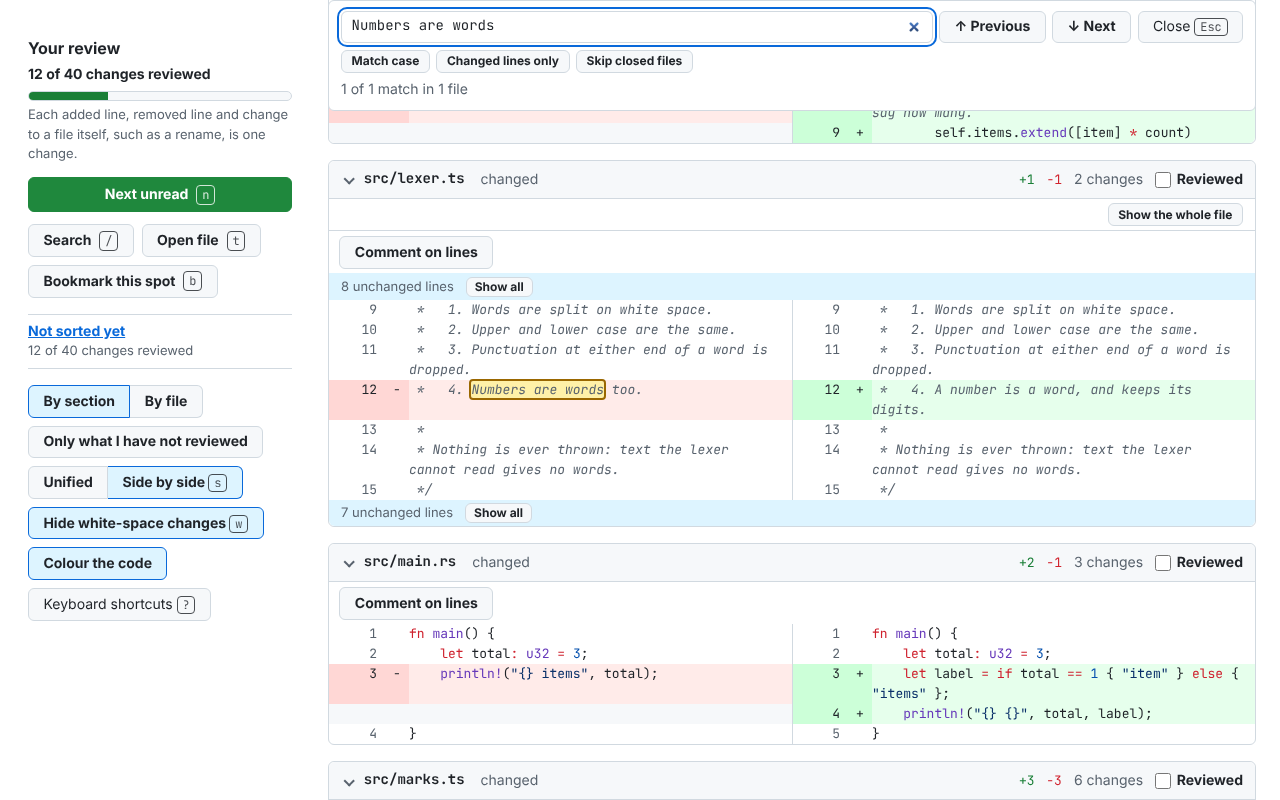 Your review
12 of 40 changes reviewed
Each added line, removed line and change
to a file itself, such as a rename, is one
change.
Next unread n
Search /
Open file t
Bookmark this spot b
Not sorted yet
12 of 40 changes reviewed
By section
By file
Only what I have not reviewed
Unified
Side by side s
Hide white-space changes w
Colour the code
Keyboard shortcuts ?
Numbers are words
× ↑ Previous ↓ Next Close Esc
Match case
Changed lines only
Skip closed files
1 of 1 match in 1 file
say how many.
9 + self.items.extend([item] * count)
src/lexer.ts changed +1 -1 2 changes Reviewed
Show the whole file
Comment on lines
8 unchanged lines Show all
9 * 1. Words are split on white space.
10 * 2. Upper and lower case are the same.
11 * 3. Punctuation at either end of a word is
dropped.
12 - * 4. Numbers are words too.
13 *
14 * Nothing is ever thrown: text the lexer
cannot read gives no words.
15 */
9 * 1. Words are split on white space.
10 * 2. Upper and lower case are the same.
11 * 3. Punctuation at either end of a word is
dropped.
12 + * 4. A number is a word, and keeps its
digits.
13 *
14 * Nothing is ever thrown: text the lexer
cannot read gives no words.
15 */
7 unchanged lines Show all
src/main.rs changed +2 -1 3 changes Reviewed
Comment on lines
1 fn main() {
2 let total: u32 = 3;
3 - println!("{} items", total);
4 }
1 fn main() {
2 let total: u32 = 3;
3 + let label = if total == 1 { "item" } else {
"items" };
4 + println!("{} {}", total, label);
5 }
src/marks.ts changed +3 -3 6 changes Reviewed